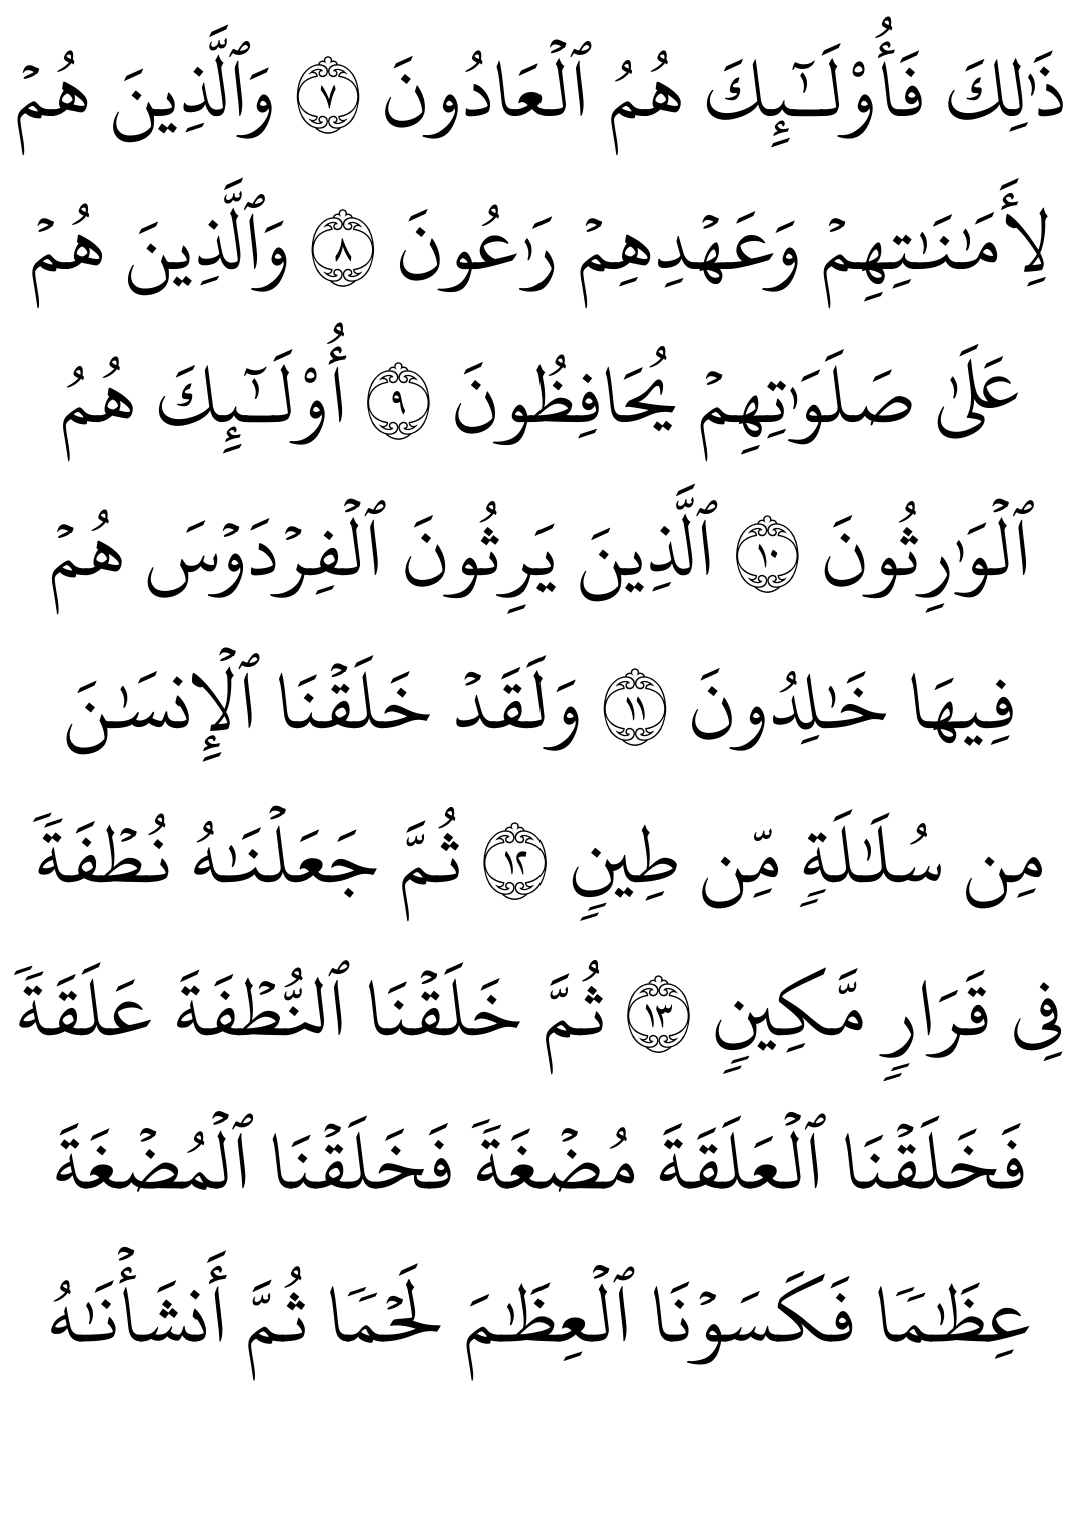 ذَٰلِكَ فَأُوْلَـٰٓئِكَ هُمُ ٱلۡعَادُونَ ٧ وَٱلَّذِينَ هُمۡ
لِأَمَـٰنَـٰتِهِمۡ وَعَهۡدِهِمۡ رَٰعُونَ ٨ وَٱلَّذِينَ هُمۡ
عَلَىٰ صَلَوَٰتِهِمۡ يُحَافِظُونَ ٩ أُوْلَـٰٓئِكَ هُمُ
ٱلۡوَٰرِثُونَ ١٠ ٱلَّذِينَ يَرِثُونَ ٱلۡفِرۡدَوۡسَ هُمۡ
فِيهَا خَـٰلِدُونَ ١١ وَلَقَدۡ خَلَقۡنَا ٱلۡإِنسَـٰنَ
مِن سُلَـٰلَةٖ مِّن طِينٖ ١٢ ثُمَّ جَعَلۡنَـٰهُ نُطۡفَةٗ
فِی قَرَارٖ مَّكِينٖ ١٣ ثُمَّ خَلَقۡنَا ٱلنُّطۡفَةَ عَلَقَةٗ
فَخَلَقۡنَا ٱلۡعَلَقَةَ مُضۡغَةٗ فَخَلَقۡنَا ٱلۡمُضۡغَةَ
عِظَـٰمٗا فَكَسَوۡنَا ٱلۡعِظَـٰمَ لَحۡمٗا ثُمَّ أَنشَأۡنَـٰهُ